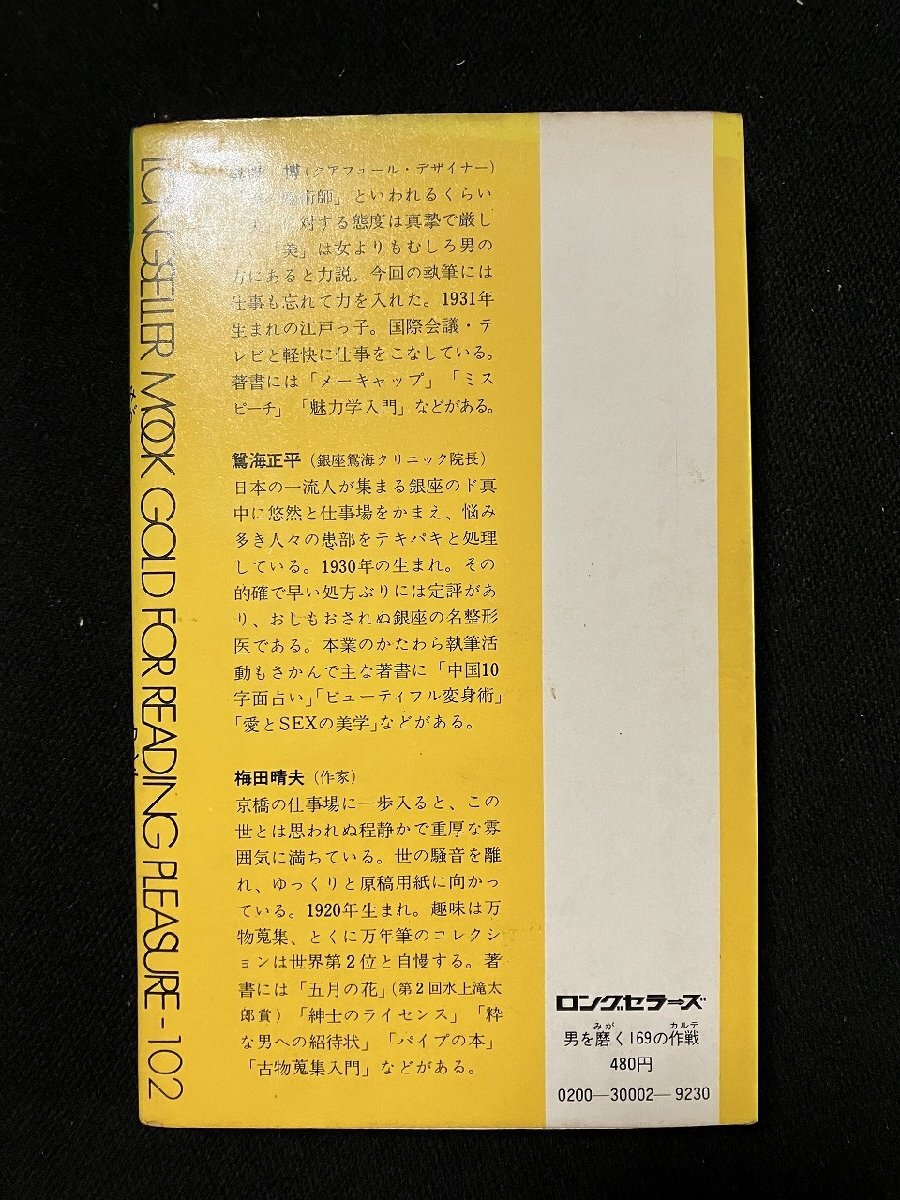 LONGSELLER MOOK GOLD FOR READING PLEASURE-102
博(クアフュール・デザイナー)
術師」といわれるくらい
対する態度は真摯で厳し
美」は女よりもむしろ男の
方にあると力説。今回の執筆には
仕事も忘れて力を入れた。1931年
生まれの江戸っ子。国際会議・テ
レビと軽快に仕事をこなしている。
著書には「メーキャップ」「ミス
ピーチ」「魅力学入門」などがある。
鴛海正平(銀座鴛海クリニック院長)
日本の一流人が集まる銀座のド真
中に悠然と仕事場をかまえ、悩み
多き人々の患部をテキパキと処理
している。1930年の生まれ。その
的確で早い処方ぶりには定評があ
り、おしもおされぬ銀座の名整形
医である。本業のかたわら執筆活
動もさかんで主な著書に「中国10
字面占い」「ビューティフル変身術」
「愛とSEXの美学」などがある。
梅田晴夫(作家)
京橋の仕事場に一歩入ると、この
世とは思われぬ程静かで重厚な雰
囲気に満ちている。世の騒音を離
れ、ゆっくりと原稿用紙に向かっ
ている。1920年生まれ。趣味は万
物蒐集、とくに万年筆のコレクシ
ョンは世界第2位と自慢する。著
書には「五月の花」(第2回水上滝太
郎賞)「紳士のライセンス」「粋
な男への紹待状」「パイプの本」
「古物蒐集入門」などがある。
ロングセラーズ
みが カルテ
男を磨く169の作戦
480円
0200—30002—9230